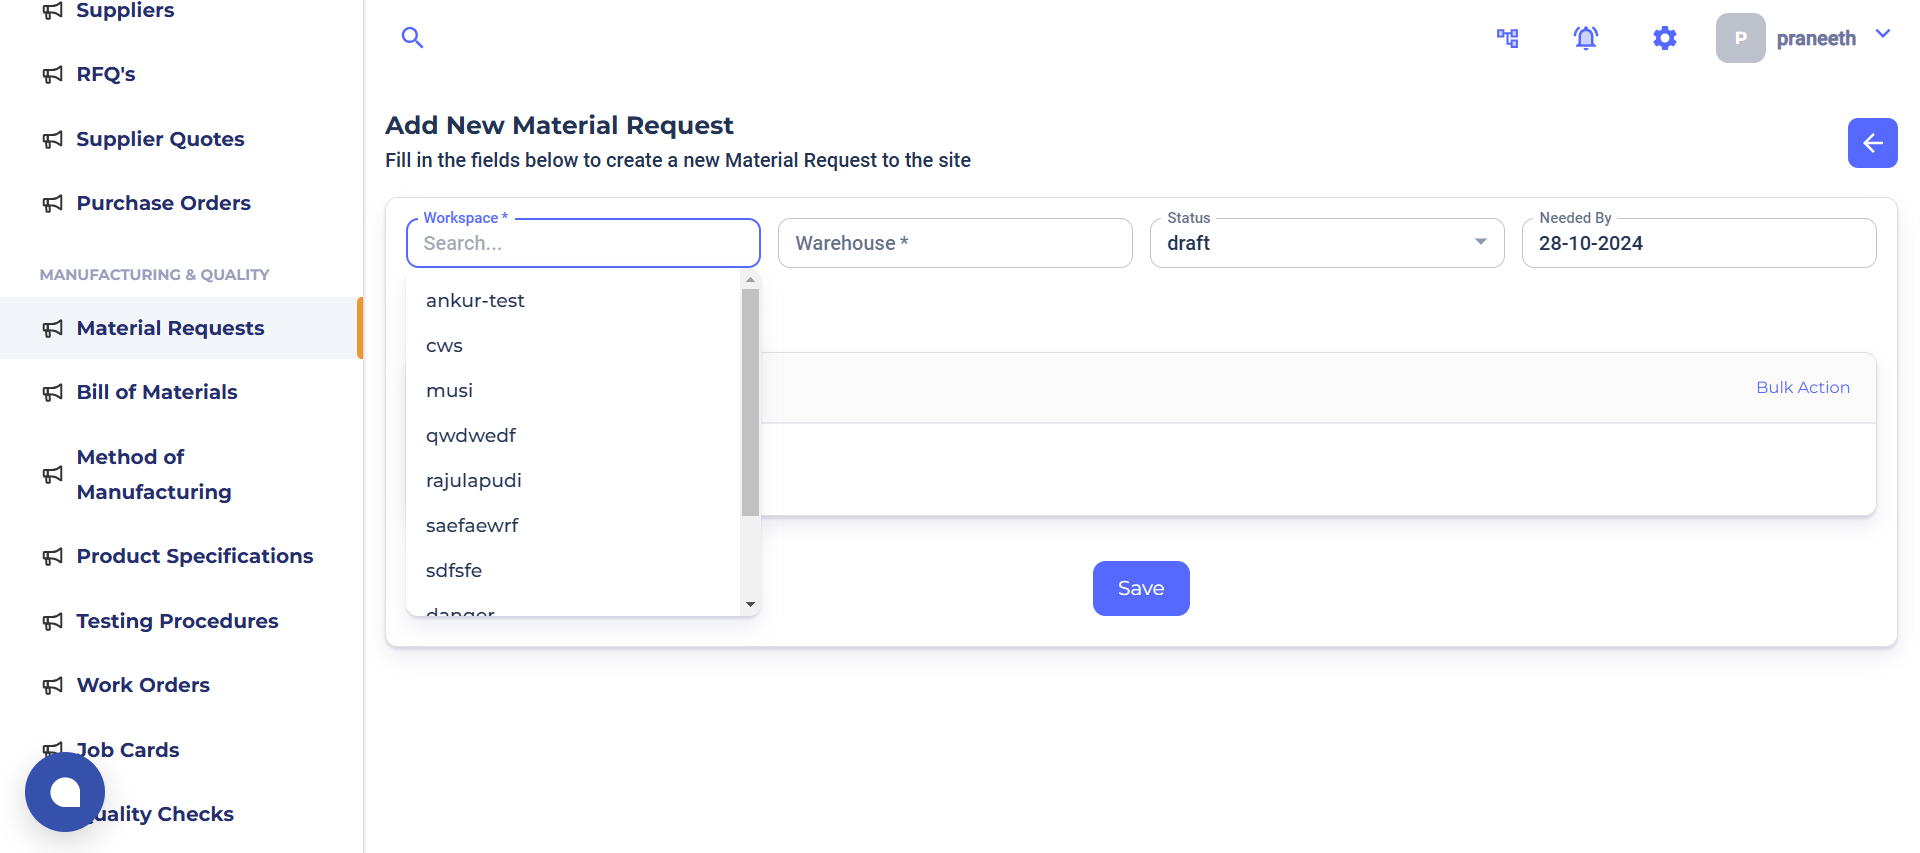 Suppliers
RFQ's
Supplier Quotes
Purchase Orders
MANUFACTURING & QUALITY
Material Requests
Bill of Materials
Method of
Manufacturing
Product Specifications
Testing Procedures
Work Orders
Job Cards
Quality Checks
P
praneeth
Add New Material Request
Fill in the fields below to create a new Material Request to the site
Workspace *
Search...
Warehouse *
Status
draft
Needed By
28-10-2024
ankur-test
cws
musi
qwdwedf
rajulapudi
saefaewrf
sdfsfe
danger
Bulk Action
Save